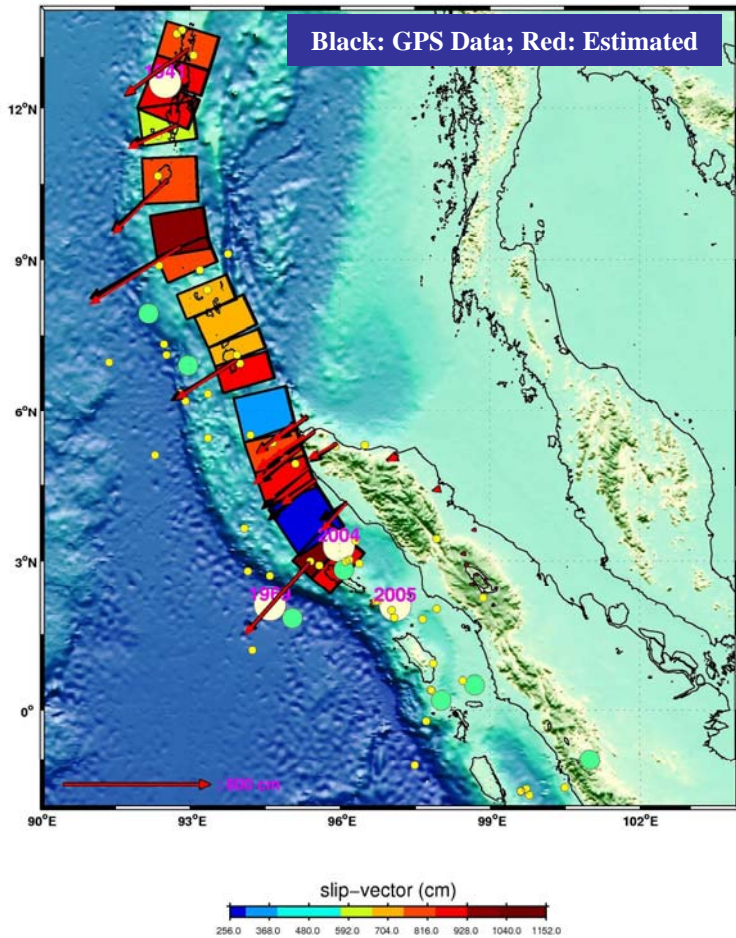 Black: GPS Data; Red: Estimated
1941
12°N
9°N
6°N
2004
3°N
2005
0°
90°E 93°E 96°E 99°E 102°E
slip-vector (cm)
256.0 368.0 480.0 592.0 704.0 816.0 928.0 1040.0 1152.0